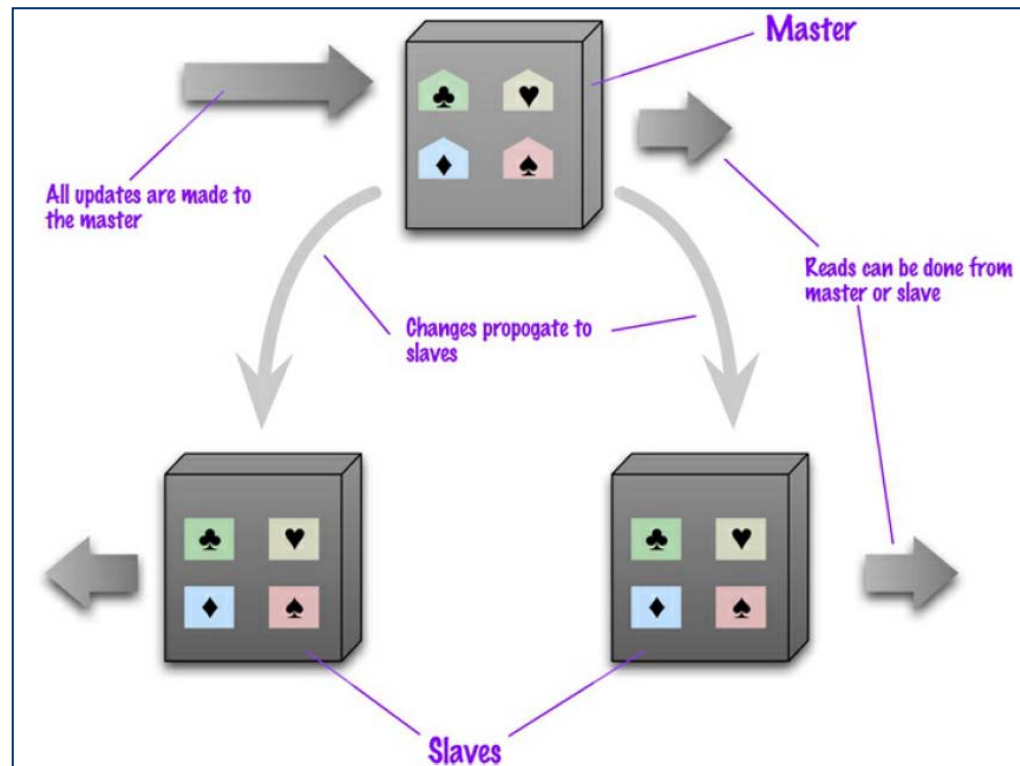 Master
All updates are made to
the master
Reads can be done from
master or slave
Changes propogate to
slaves
Slaves